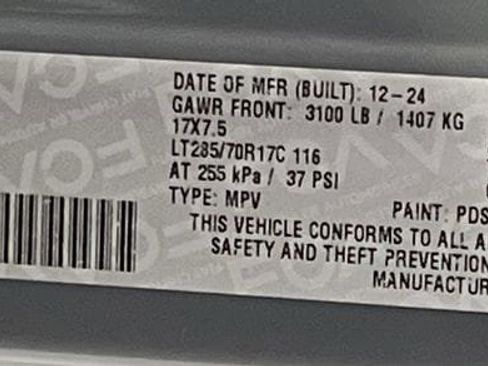 DATE OF MFR (BUILT): 12-24
GAWR FRONT: 3100 LB / 1407 KG
17X7.5
LT285/70R17C 116
AT 255 kPa / 37 PSI
TYPE: MPV PAINT: PDS
THIS VEHICLE CONFORMS TO ALL A
SAFETY AND THEFT PREVENTION
MANUFACTUR